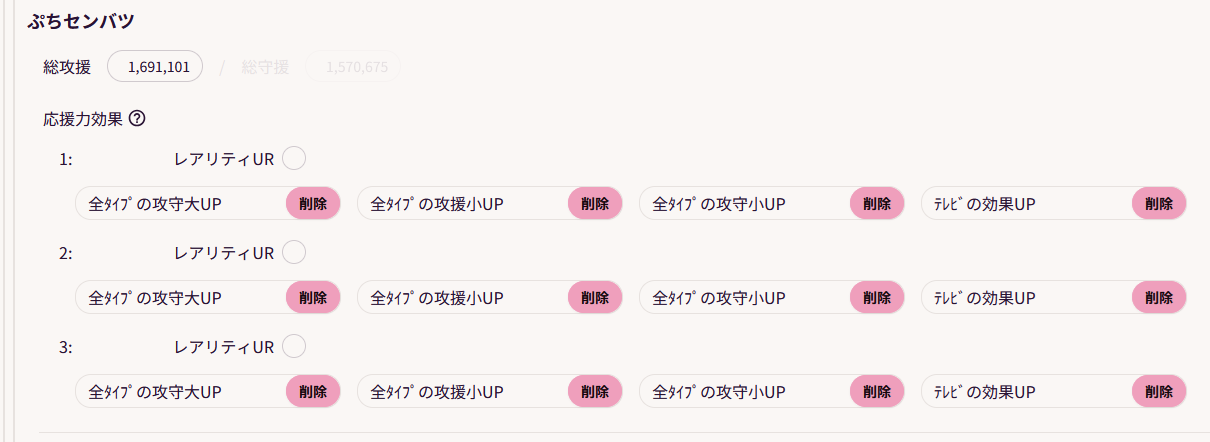 ぷちセンバツ
総攻援 1,691,101 / 総守援 1,570,675
応援力効果 ?
1: レアリティUR
全ﾀｲﾌﾟの攻守大UP 削除 全ﾀｲﾌﾟの攻援小UP 削除 全ﾀｲﾌﾟの攻守小UP 削除 ﾃﾚﾋﾞの効果UP 削除
2: レアリティUR
全ﾀｲﾌﾟの攻守大UP 削除 全ﾀｲﾌﾟの攻援小UP 削除 全ﾀｲﾌﾟの攻守小UP 削除 ﾃﾚﾋﾞの効果UP 削除
3: レアリティUR
全ﾀｲﾌﾟの攻守大UP 削除 全ﾀｲﾌﾟの攻援小UP 削除 全ﾀｲﾌﾟの攻守小UP 削除 ﾃﾚﾋﾞの効果UP 削除